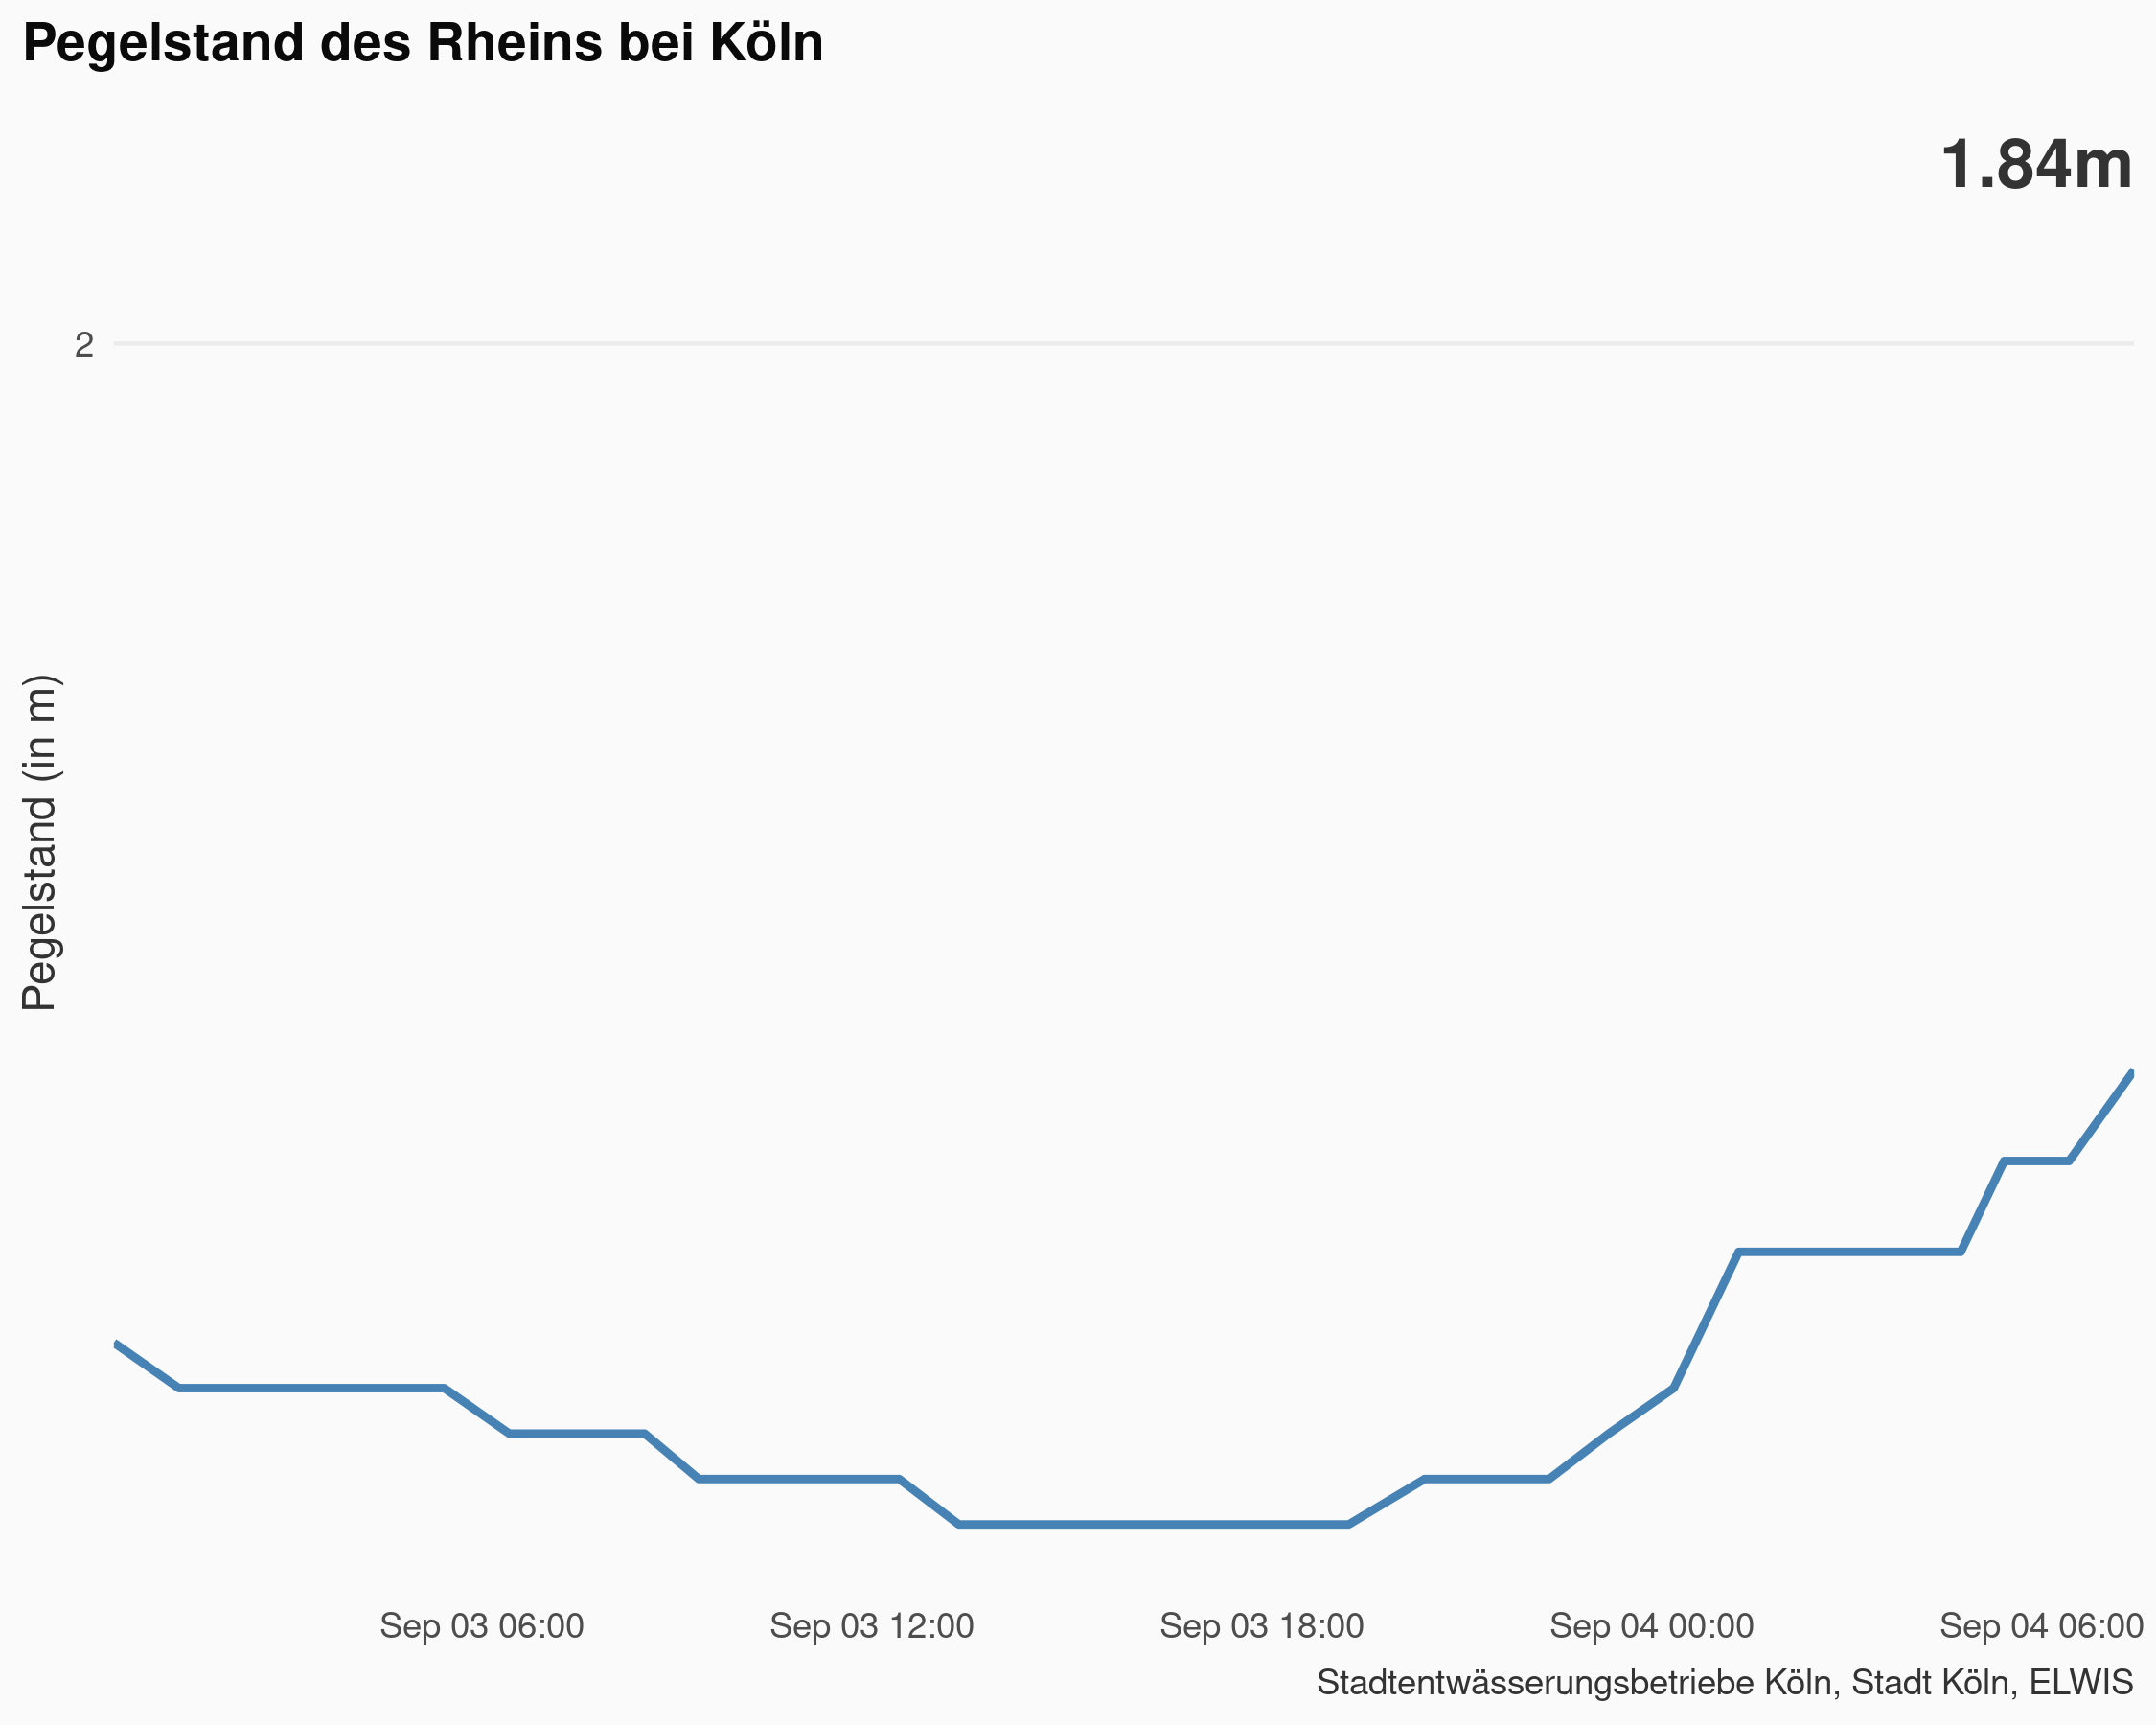 Pegelstand des Rheins bei Köln
1.84m
2
Pegelstand (in m)
Sep 03 06:00
Sep 03 12:00
Sep 03 18:00
Sep 04 00:00
Sep 04 06:00
Stadtentwässerungsbetriebe Köln, Stadt Köln, ELWIS